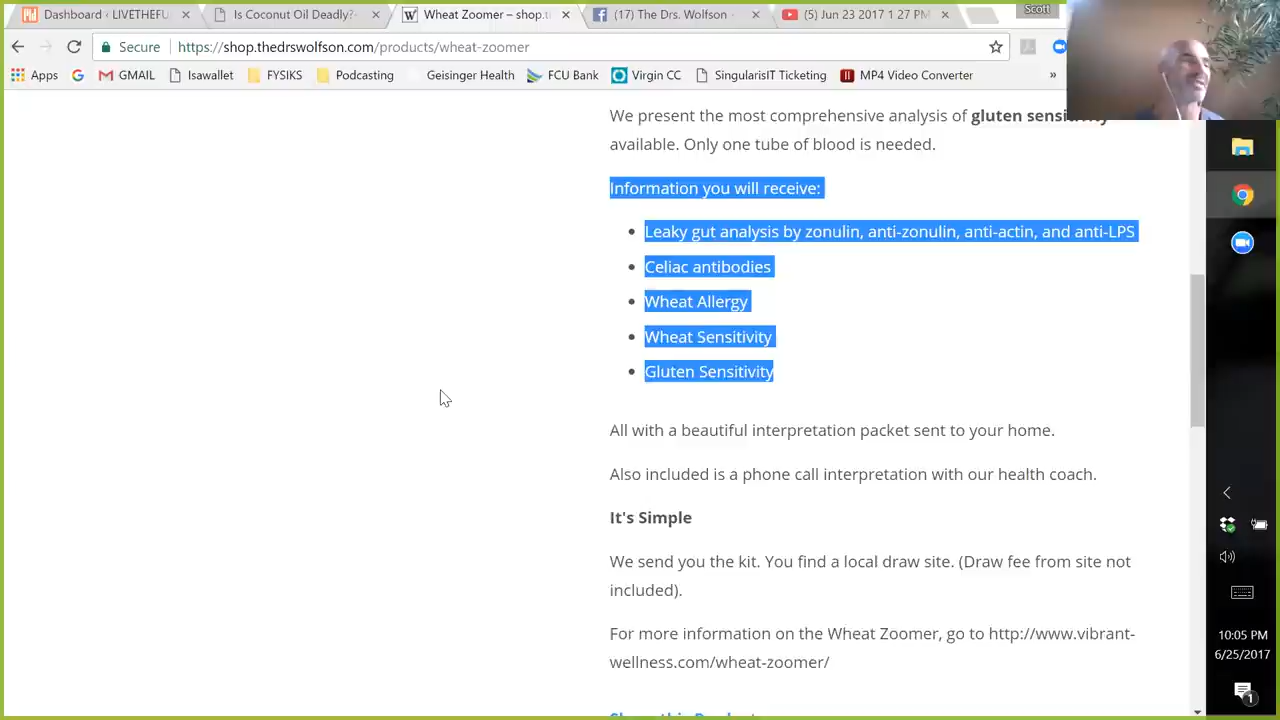 Dashboard ‹ LIVETHEFU
Is Coconut Oil Deadly?
Wheat Zoomer – shop.t
(17) The Drs. Wolfson
(5) Jun 23 2017 1:27 PM
Scott
Secure
https://shop.thedrswolfson.com/products/wheat-zoomer
Apps
GMAIL
Isawallet
FYSIKS
Podcasting
Geisinger Health
FCU Bank
Virgin CC
SingularisIT Ticketing
MP4 Video Converter
»
We present the most comprehensive analysis of gluten sensitivity
available. Only one tube of blood is needed.
Information you will receive:
Leaky gut analysis by zonulin, anti-zonulin, anti-actin, and anti-LPS
Celiac antibodies
Wheat Allergy
Wheat Sensitivity
Gluten Sensitivity
All with a beautiful interpretation packet sent to your home.
Also included is a phone call interpretation with our health coach.
It's Simple
We send you the kit. You find a local draw site. (Draw fee from site not
included).
For more information on the Wheat Zoomer, go to http://www.vibrant-
wellness.com/wheat-zoomer/
Share this Product
10:05 PM
6/25/2017
1